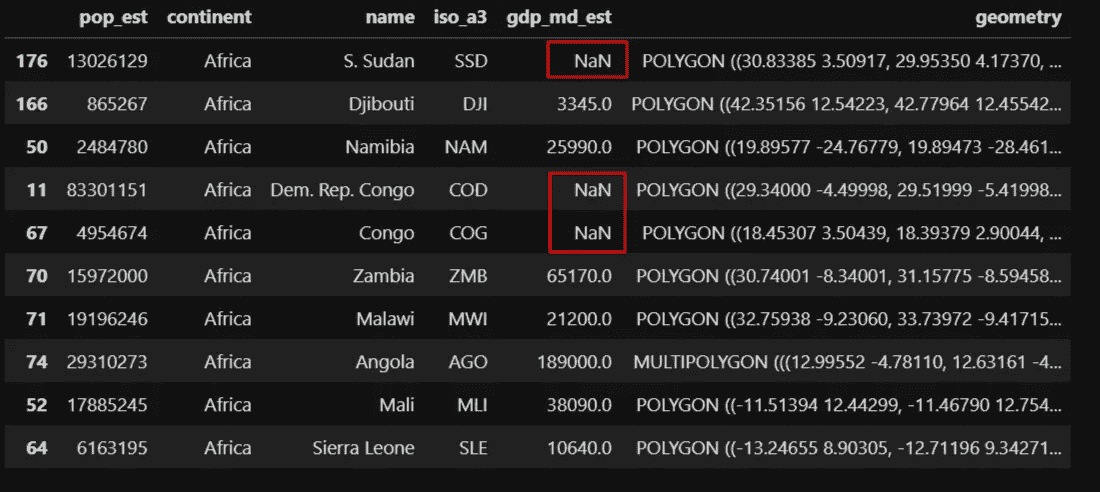 pop_est continent name iso_a3 gdp_md_est geometry
176 13026129 Africa S. Sudan SSD NaN POLYGON ((30.83385 3.50917, 29.95350 4.17370, ...
166 865267 Africa Djibouti DJI 3345.0 POLYGON ((42.35156 12.54223, 42.77964 12.45542...
50 2484780 Africa Namibia NAM 25990.0 POLYGON ((19.89577 -24.76779, 19.89473 -28.461...
11 83301151 Africa Dem. Rep. Congo COD NaN POLYGON ((29.34000 -4.49998, 29.51999 -5.41998...
67 4954674 Africa Congo COG NaN POLYGON ((18.45307 3.50439, 18.39379 2.90044, ...
70 15972000 Africa Zambia ZMB 65170.0 POLYGON ((30.74001 -8.34001, 31.15775 -8.59458...
71 19196246 Africa Malawi MWI 21200.0 POLYGON ((32.75938 -9.23060, 33.73972 -9.41715...
74 29310273 Africa Angola AGO 189000.0 MULTIPOLYGON (((12.99552 -4.78110, 12.63161 -4...
52 17885245 Africa Mali MLI 38090.0 POLYGON ((-11.51394 12.44299, -11.46790 12.754...
64 6163195 Africa Sierra Leone SLE 10640.0 POLYGON ((-13.24655 8.90305, -12.71196 9.34271...